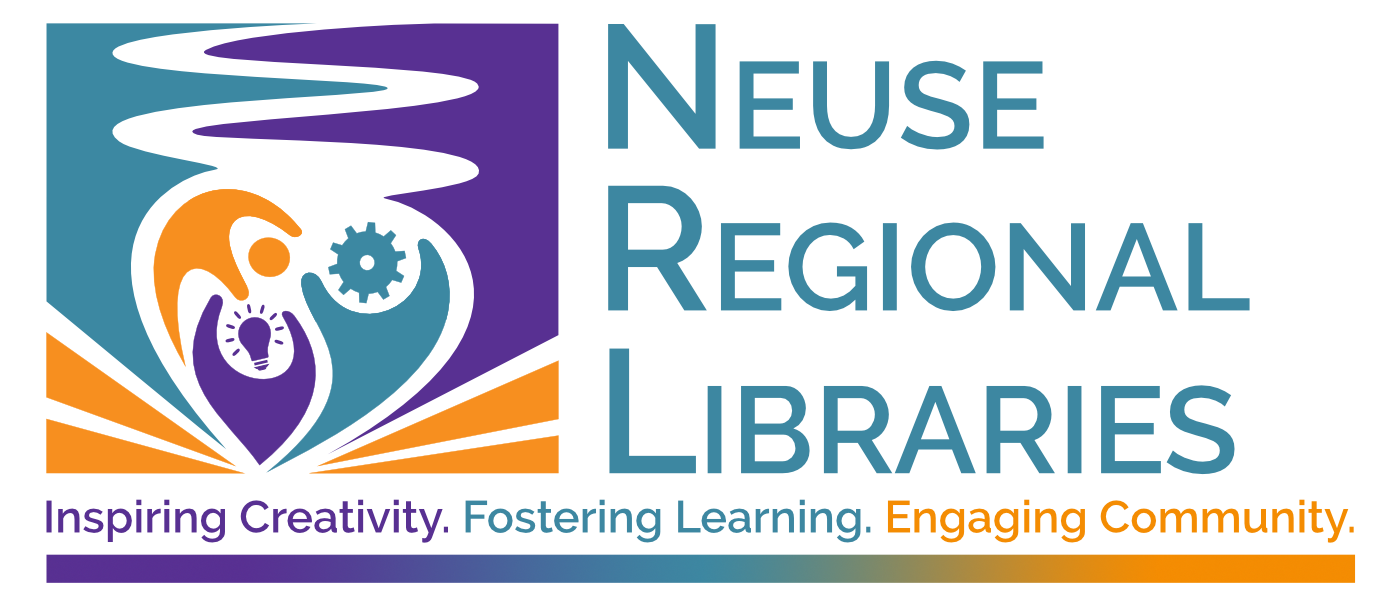 NEUSE
REGIONAL
LIBRARIES
Inspiring Creativity. Fostering Learning. Engaging Community.